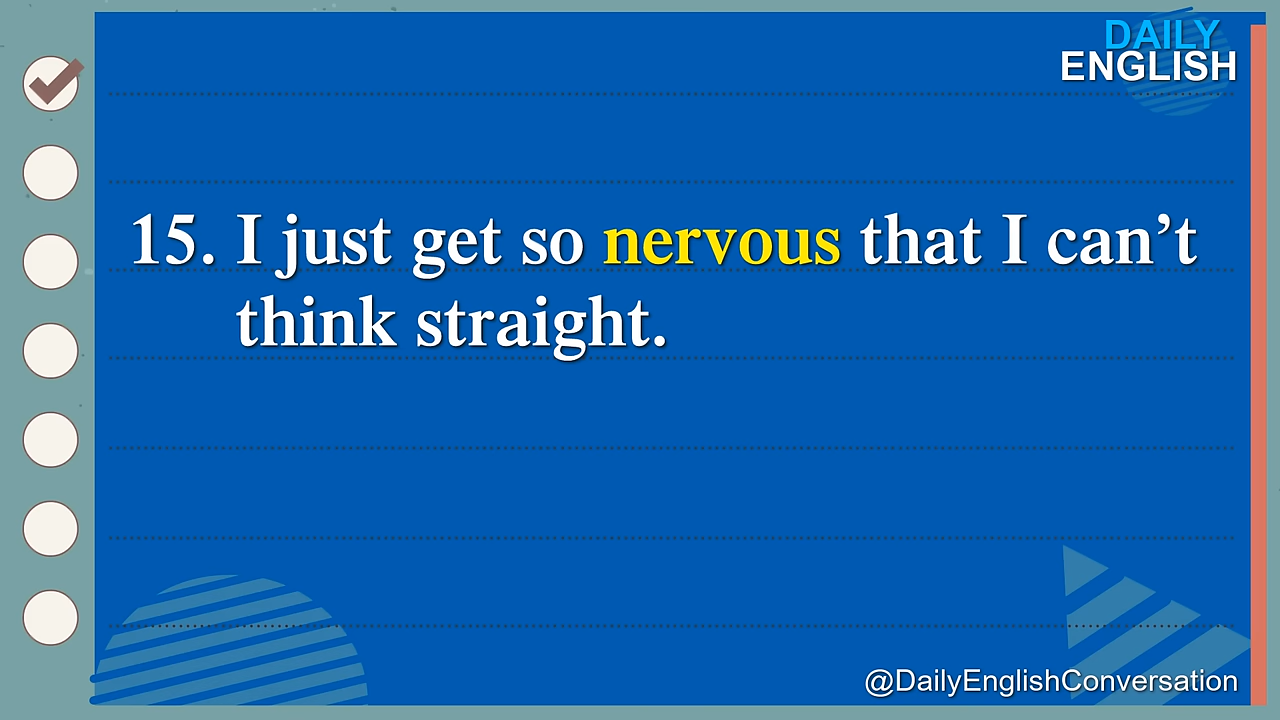 DAILY
ENGLISH
15. I just get so nervous that I can’t
think straight.
@DailyEnglishConversation